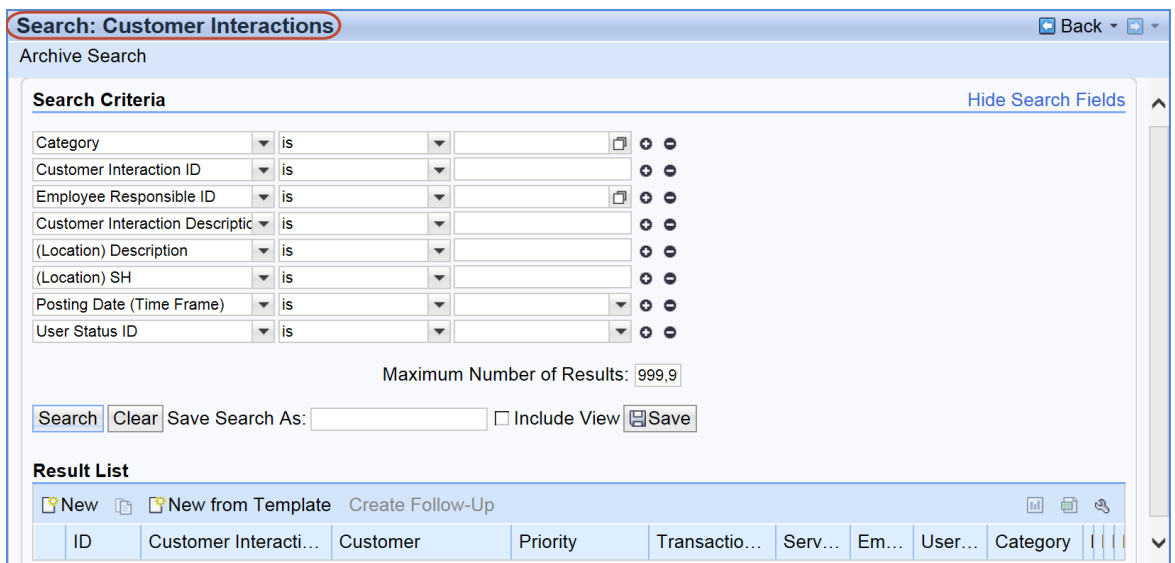 Search: Customer Interactions Back
Archive Search
Search Criteria Hide Search Fields
Category is
Customer Interaction ID is
Employee Responsible ID is
Customer Interaction Descriptic is
(Location) Description is
(Location) SH is
Posting Date (Time Frame) is
User Status ID is
Maximum Number of Results: 999,9
Search Clear Save Search As: Include View Save
Result List
New New from Template Create Follow-Up
ID Customer Interacti... Customer Priority Transactio... Serv... Em... User... Category